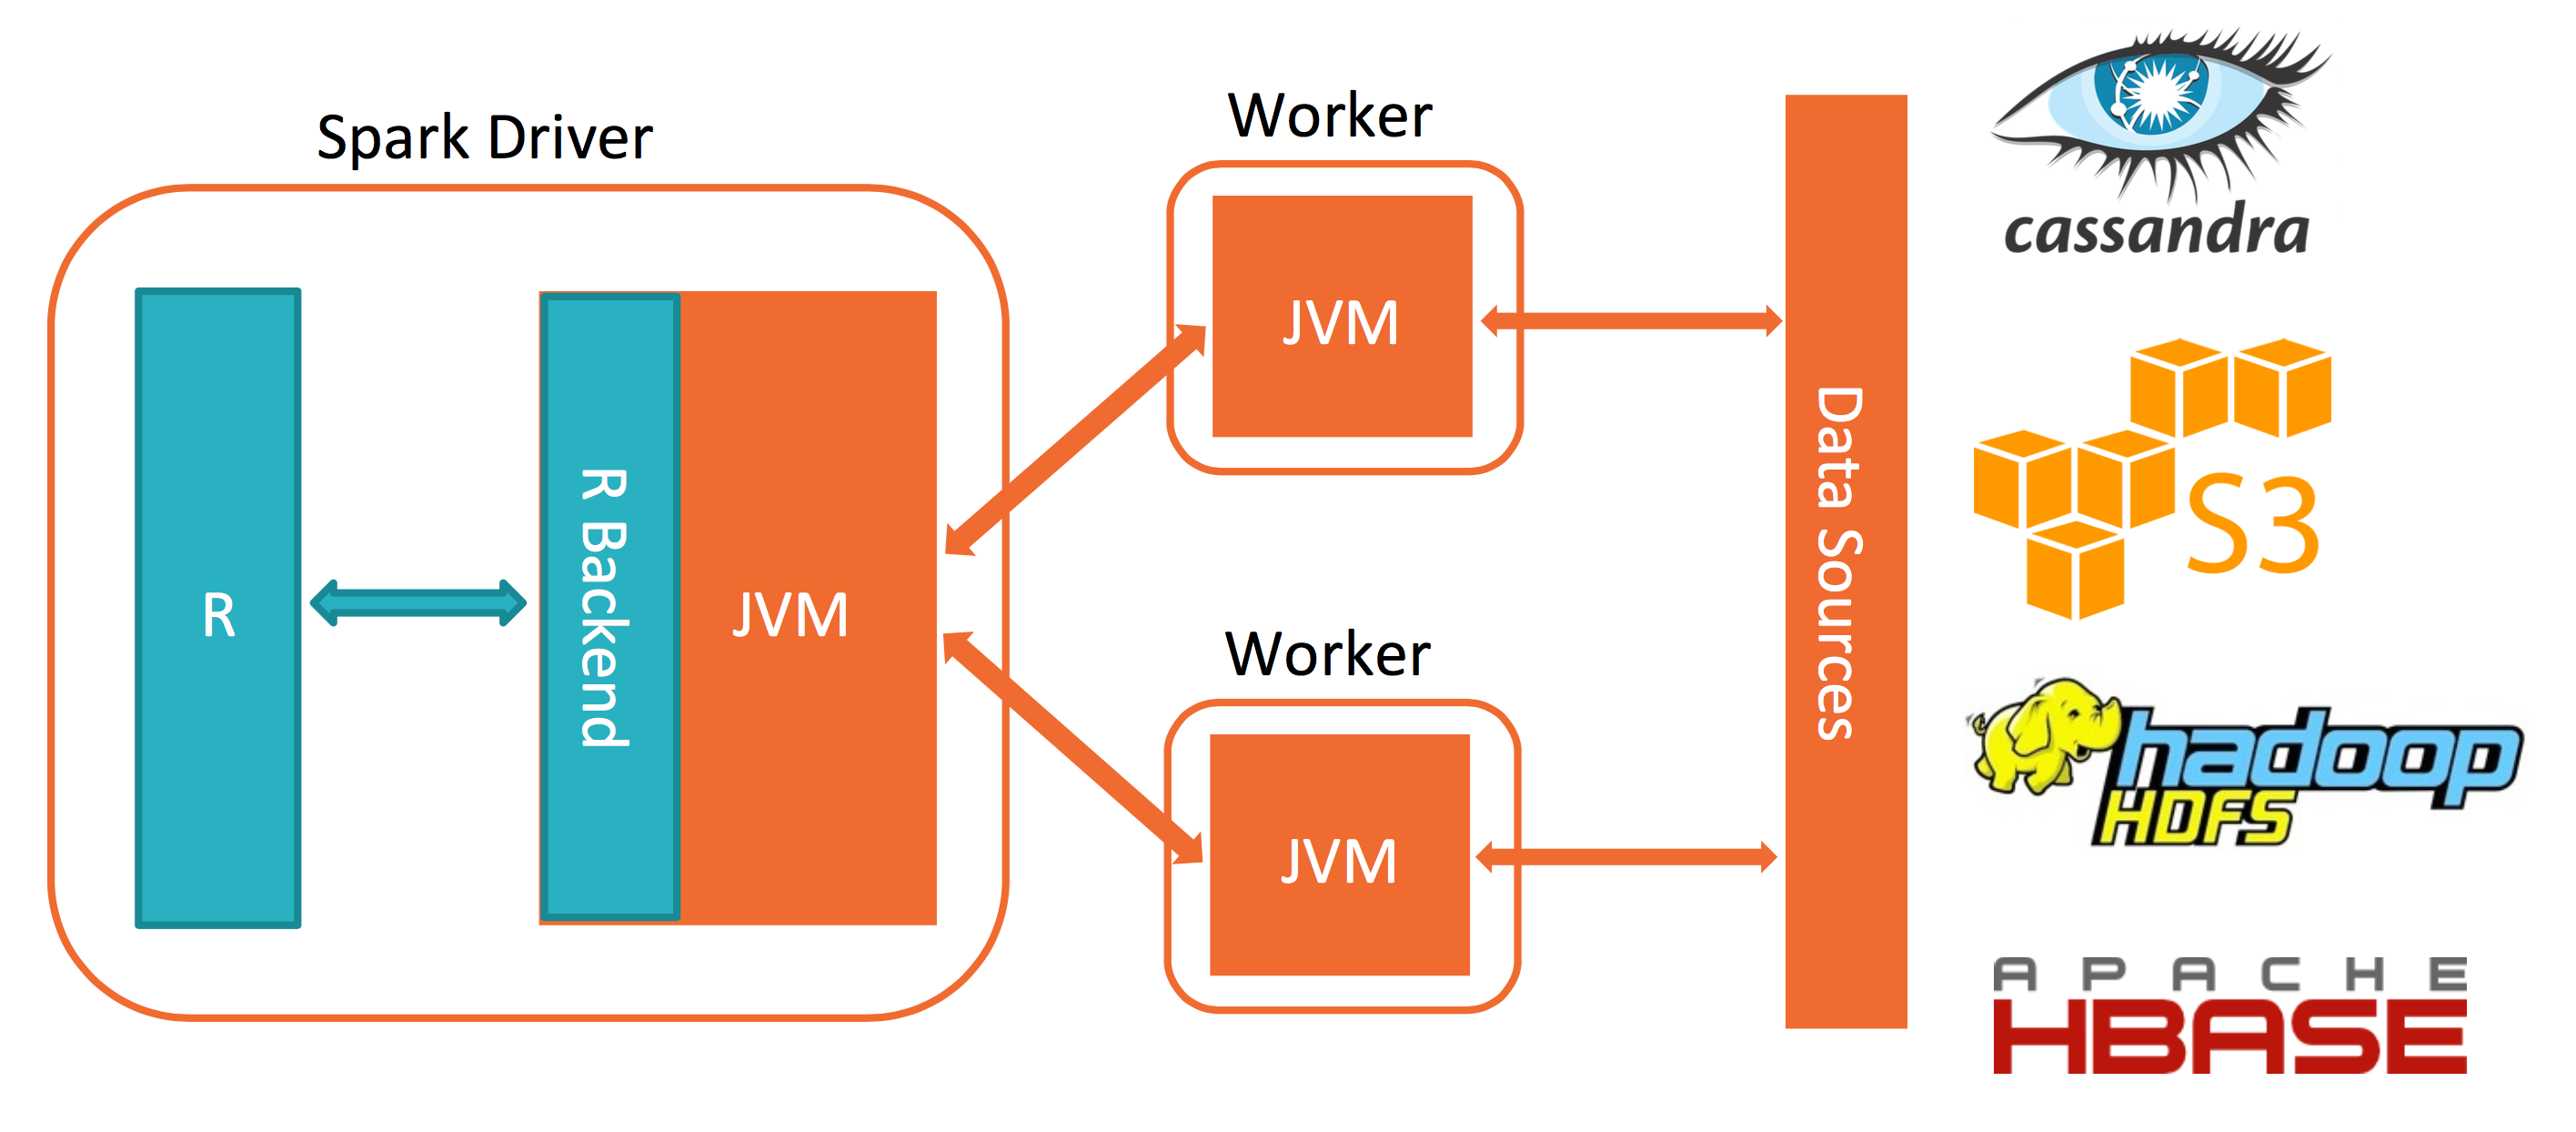 Spark Driver
R
R Backend
JVM
Worker
JVM
Worker
JVM
Data Sources
cassandra
S3
hadoop
HDFS
APACHE
HBASE